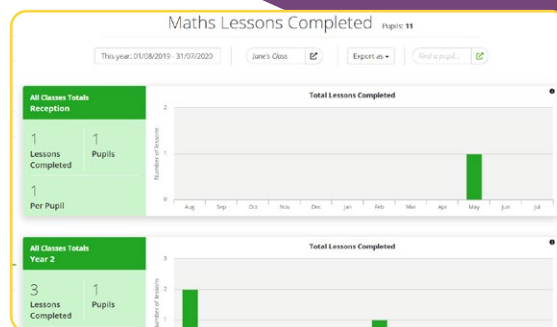 Maths Lessons Completed Pupils: 11
This year: 01/08/2019 - 31/07/2020
Jane's Class
Export as
Find a pupil...
All Classes Totals
Reception
1
Lessons
Completed
1
Pupils
1
Per Pupil
Total Lessons Completed
Number of lessons
2
1
0
Aug Sep Oct Nov Dec Jan Feb Mar Apr May Jun Jul
All Classes Totals
Year 2
3
Lessons
Completed
1
Pupils
Total Lessons Completed
Number of lessons
3
2
1